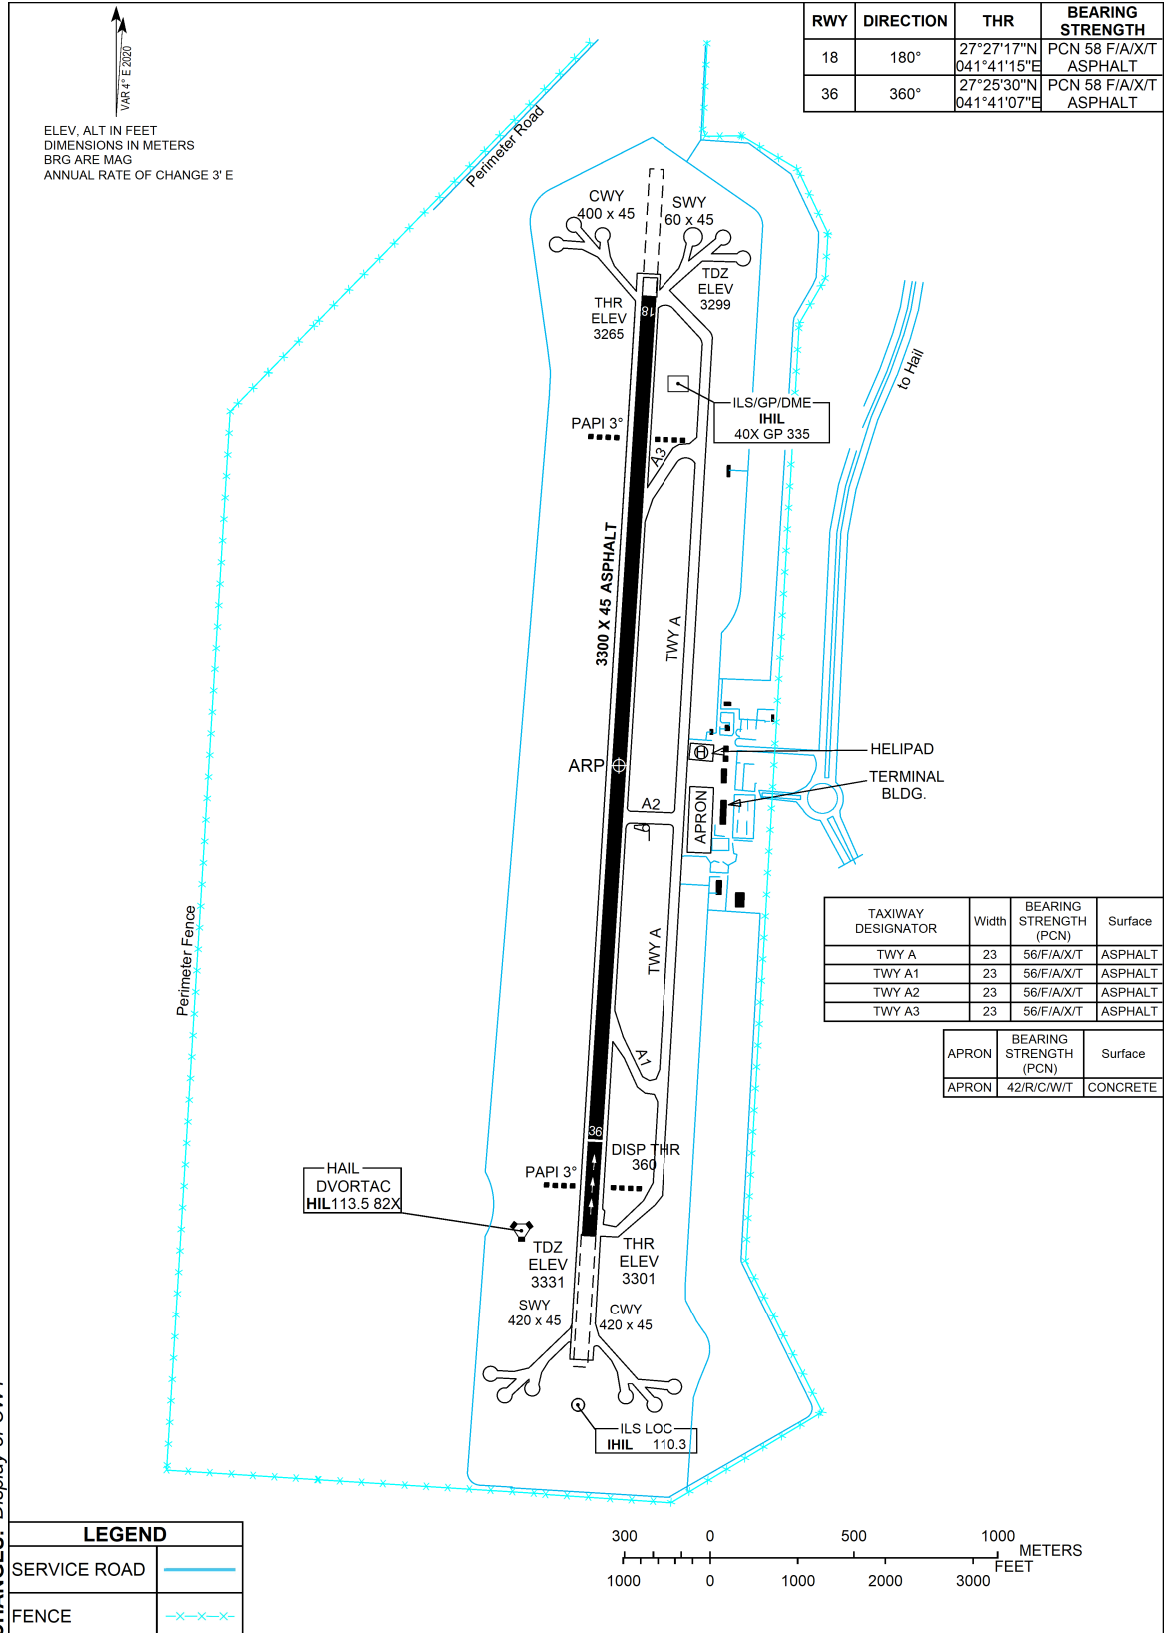 RWY DIRECTION THR BEARING STRENGTH
18 180° 27°27'17"N 041°41'15"E PCN 58 F/A/X/T ASPHALT
36 360° 27°25'30"N 041°41'07"E PCN 58 F/A/X/T ASPHALT
VAR 4° E 2020
ELEV, ALT IN FEET
DIMENSIONS IN METERS
BRG ARE MAG
ANNUAL RATE OF CHANGE 3' E
Perimeter Road
CWY
400 x 45
SWY
60 x 45
TDZ
ELEV
3299
THR
ELEV
3265
18
to Hail
ILS/GP/DME
IHIL
40X GP 335
PAPI 3°
A3
3300 X 45 ASPHALT
TWY A
HELIPAD
H
ARP
TERMINAL
BLDG.
A2
APRON
TAXIWAY DESIGNATOR Width BEARING STRENGTH (PCN) Surface
TWY A 23 56/F/A/X/T ASPHALT
TWY A1 23 56/F/A/X/T ASPHALT
TWY A2 23 56/F/A/X/T ASPHALT
TWY A3 23 56/F/A/X/T ASPHALT
Perimeter Fence
TWY A
APRON BEARING STRENGTH (PCN) Surface
APRON 42/R/C/W/T CONCRETE
A1
36
DISP THR
360
PAPI 3°
HAIL
DVORTAC
HIL113.5 82X
TDZ
ELEV
3331
THR
ELEV
3301
SWY
420 x 45
CWY
420 x 45
ILS LOC
IHIL 110.3
LEGEND
SERVICE ROAD
FENCE
300 0 500 1000
METERS
FEET
1000 0 1000 2000 3000